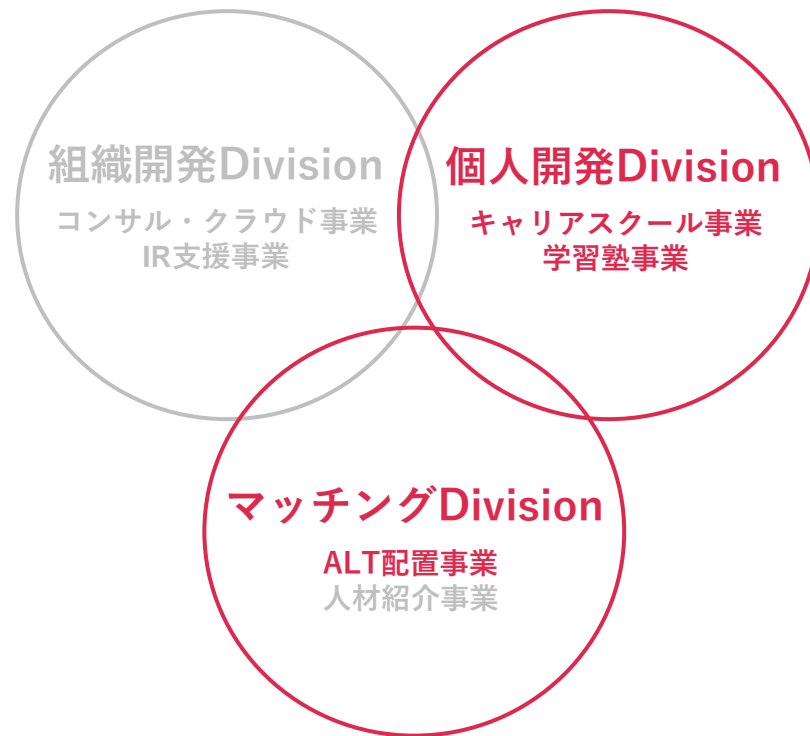 組織開発Division
コンサル・クラウド事業
IR支援事業
個人開発Division
キャリアスクール事業
学習塾事業
マッチングDivision
ALT配置事業
人材紹介事業